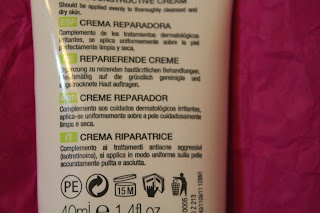 CONSTRUCTIVE CREAM
Should be applied evenly to thoroughly cleansed and
dry skin.
ESP CREMA REPARADORA
Complemento de los tratamientos dermatológicos
irritantes, se aplica uniformemente sobre la piel
perfectamente limpia y seca.
REPARIERENDE CREME
Ergänzung zu reizenden hautärztlichen Behandlungen,
gleichmäßig auf die gründlich gereinigte und
abgetrocknete Haut auftragen.
CREME REPARADOR
Complemento aos cuidados dermatológicos irritantes,
aplica-se uniformemente sobre a pele cuidadosamente
limpa e seca.
IT CREMA RIPARATRICE
Complemento ai trattamenti antiacne aggressivi
(isotretinoina), si applica in modo uniforme sulla pelle
accuratamente pulita e asciutta.
PE
15 M
40ml 1.4fl.oz